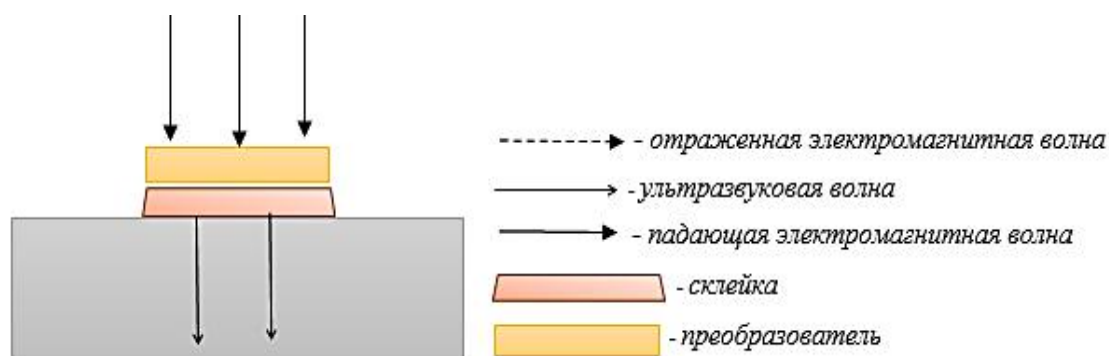 - отраженная электромагнитная волна
- ультразвуковая волна
- падающая электромагнитная волна
- склейка
- преобразователь